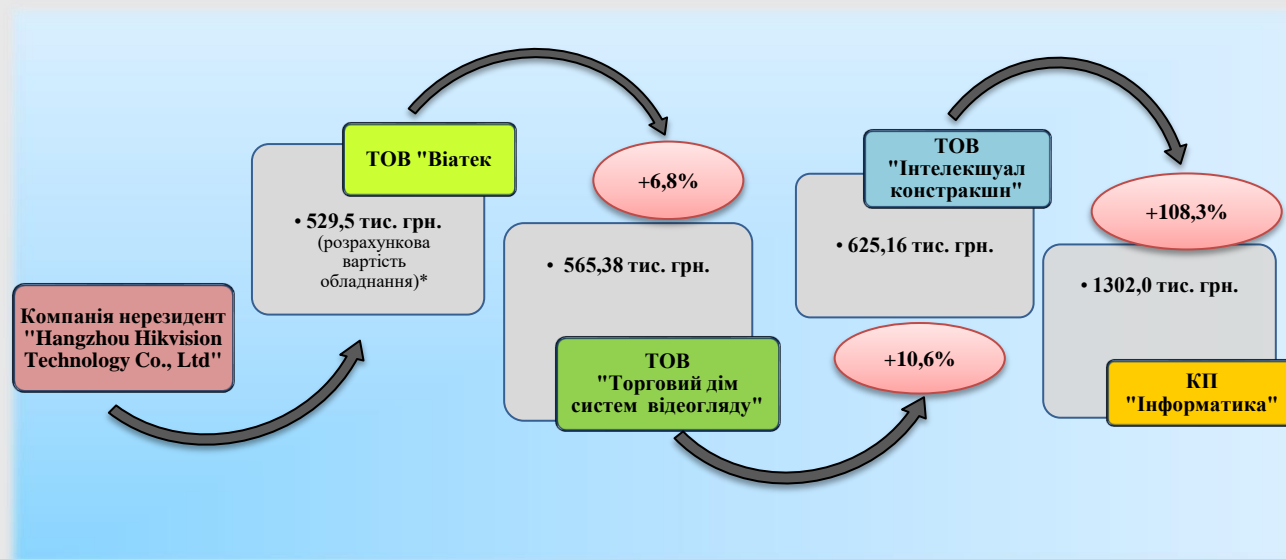 Компанія нерезидент
"Hangzhou Hikvision
Technology Co., Ltd"
ТОВ "Віатек
• 529,5 тис. грн.
(розрахункова
вартість
обладнання)*
+6,8%
• 565,38 тис. грн.
ТОВ
"Торговий дім
систем відеогляду"
+10,6%
ТОВ
"Інтелекшуал
констракшн"
• 625,16 тис. грн.
+108,3%
• 1302,0 тис. грн.
КП
"Інформатика"